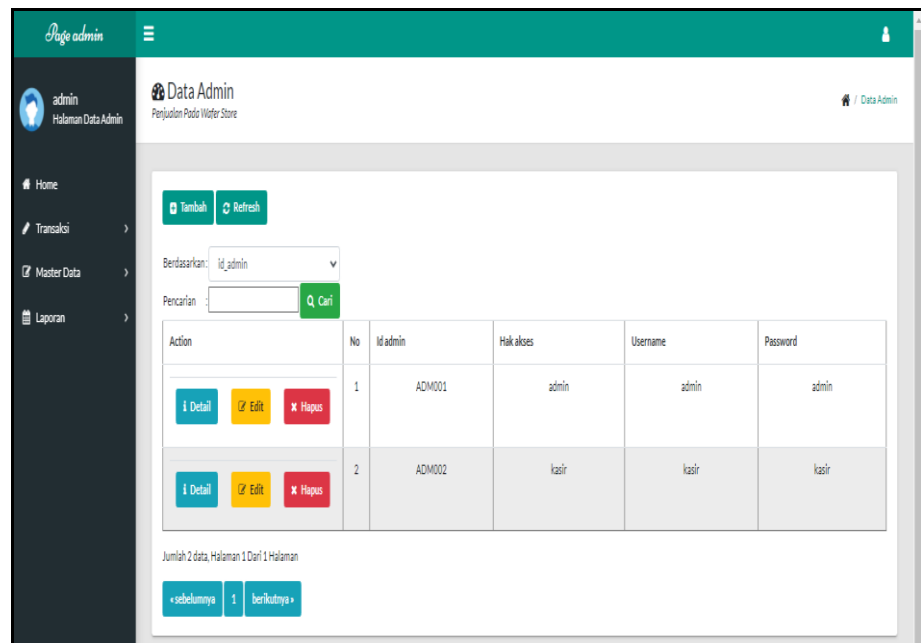 Page admin
admin
Halaman Data Admin
Home
Transaksi
Master Data
Laporan
Data Admin
Penjualan Pada Wafer Store
/ Data Admin
Tambah Refresh
Berdasarkan: id_admin
Pencarian : Cari
Action No Id admin Hak akses Username Password
Detail Edit Hapus 1 ADM001 admin admin admin
Detail Edit Hapus 2 ADM002 kasir kasir kasir
Jumlah 2 data, Halaman 1 Dari 1 Halaman
« sebelumnya 1 berikutnya »